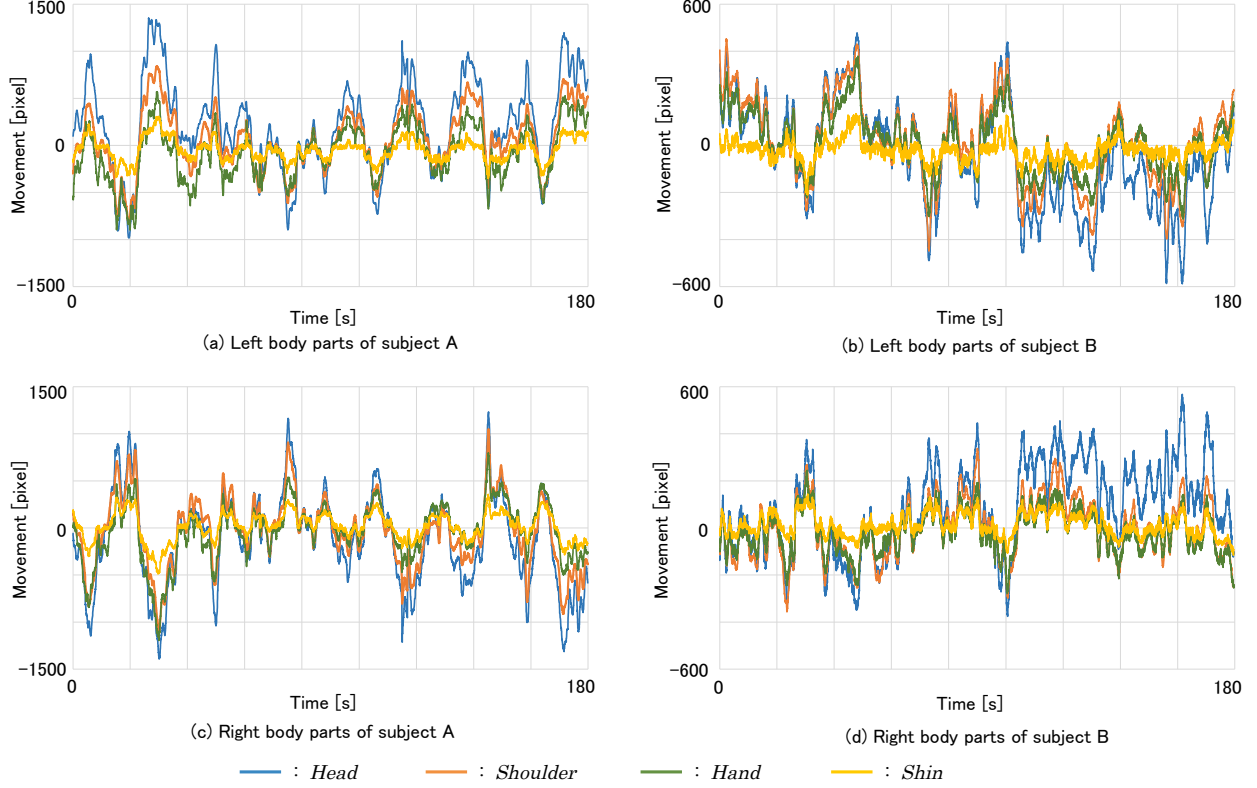 1500
0
−1500
Movement [pixel]
0
180
Time [s]
(a) Left body parts of subject A
600
0
−600
Movement [pixel]
0
180
Time [s]
(b) Left body parts of subject B
1500
0
−1500
Movement [pixel]
0
180
Time [s]
(c) Right body parts of subject A
600
0
−600
Movement [pixel]
0
180
Time [s]
(d) Right body parts of subject B
: Head : Shoulder : Hand : Shin